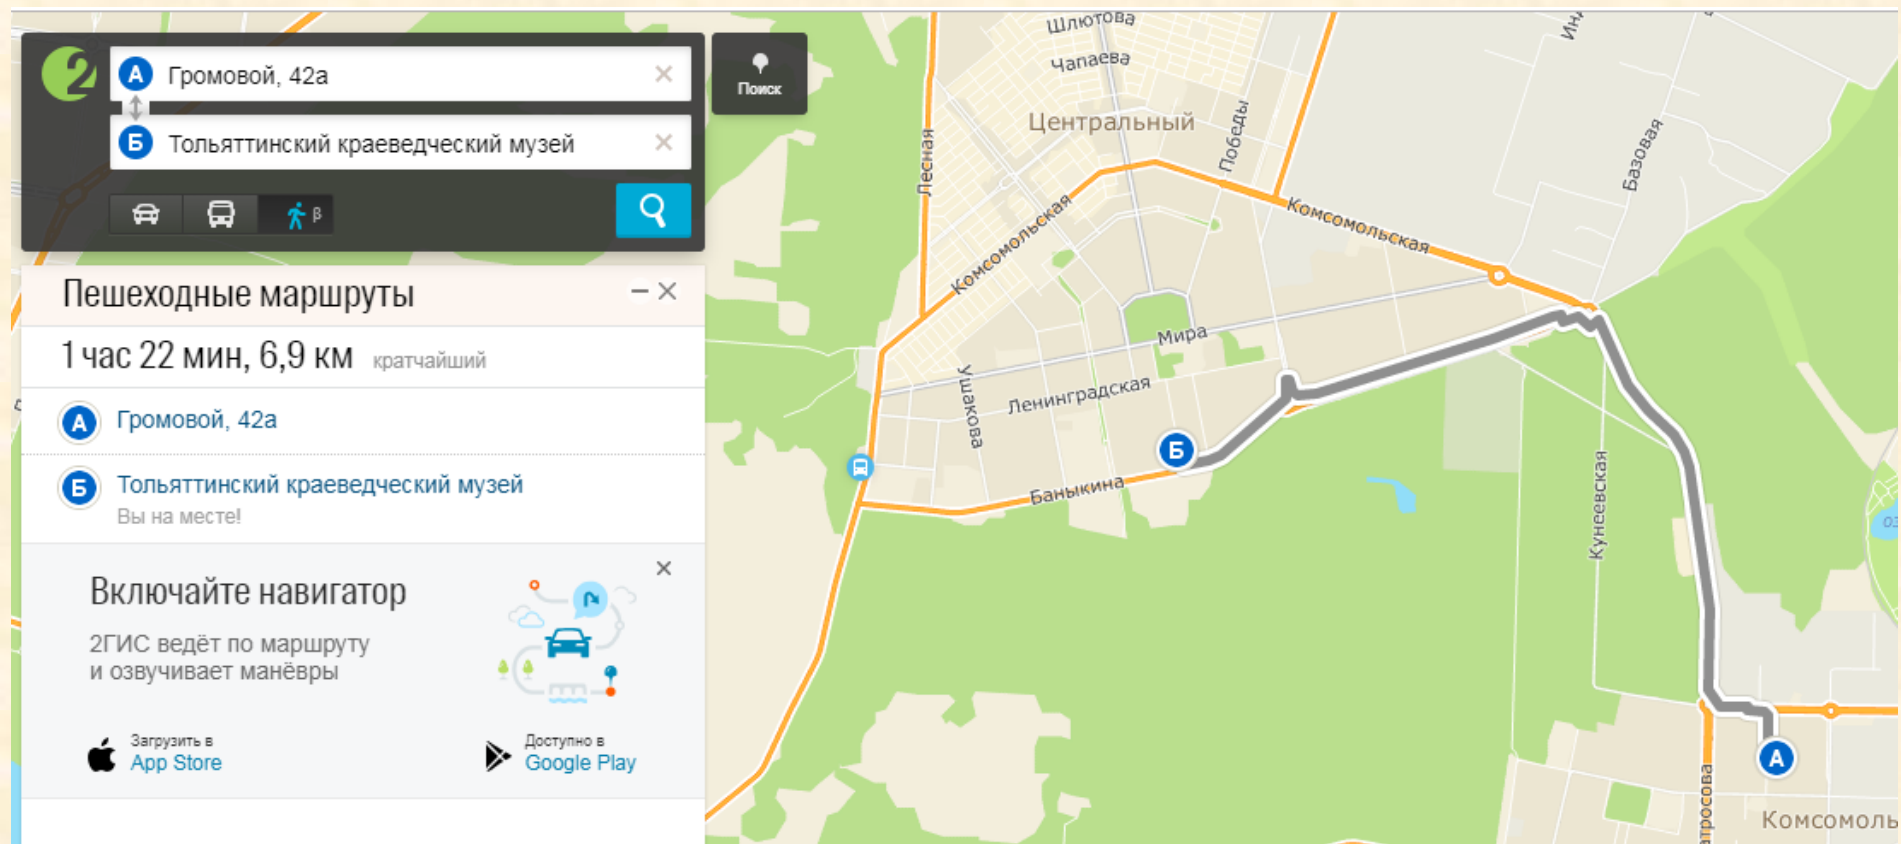 2
А Громовой, 42а
Б Тольяттинский краеведческий музей
β
Поиск
Пешеходные маршруты
1 час 22 мин, 6,9 км кратчайший
А Громовой, 42а
Б Тольяттинский краеведческий музей
Вы на месте!
Включайте навигатор
2ГИС ведёт по маршруту
и озвучивает манёвры
Загрузить в
App Store
Доступно в
Google Play
Шлютова
Чапаева
Центральный
Лесная
Победы
Базовая
Комсомольская
Комсомольская
Мира
Ленинградская
Ушакова
Б
Баныкина
Кунеевская
А
Комсомоль